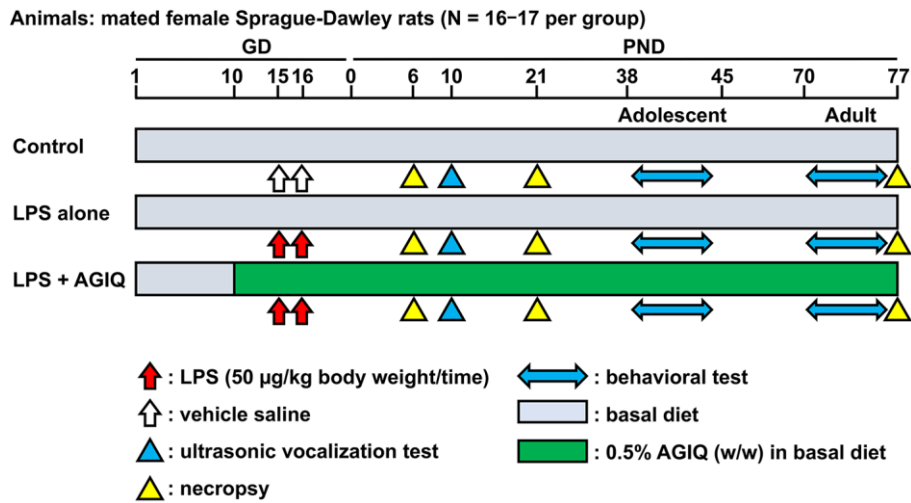 Animals: mated female Sprague-Dawley rats (N = 16−17 per group)
GD PND
1 10 15 16 0 6 10 21 38 45 70 77
Adolescent Adult
Control
LPS alone
LPS + AGIQ
: LPS (50 µg/kg body weight/time)
: behavioral test
: vehicle saline
: basal diet
: ultrasonic vocalization test
: 0.5% AGIQ (w/w) in basal diet
: necropsy